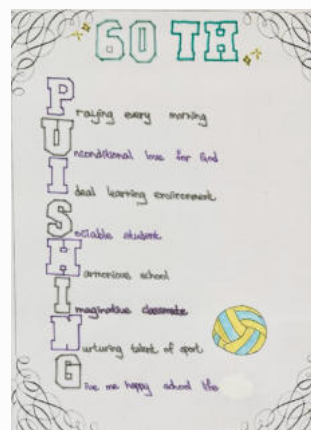 60 TH
Praying every morning
Unconditional love for God
Ideal learning environment
Sociable student
Harmonious school
Imaginative classmate
Nurturing talent of sport
Give me happy school life